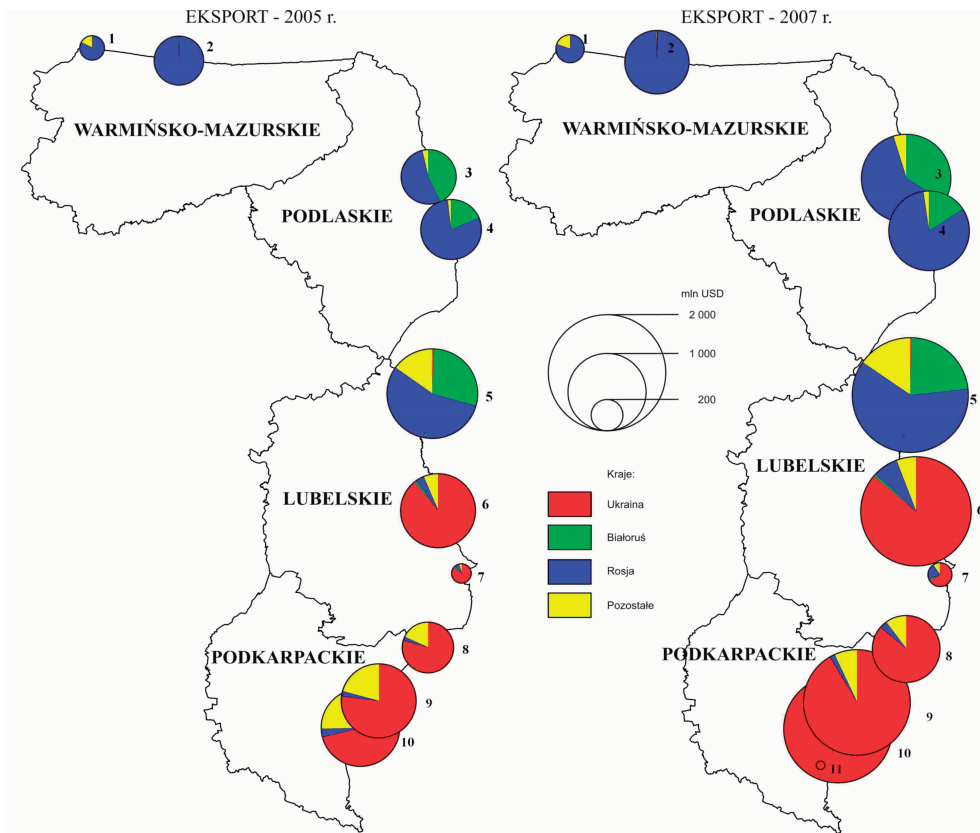 EKSPORT - 2005 r.
1
2
WARMIŃSKO-MAZURSKIE
3
PODLASKIE
4
5
LUBELSKIE
6
7
PODKARPACKIE
8
9
10
mln USD
2 000
1 000
200
Kraje:
Ukraina
Białoruś
Rosja
Pozostałe
EKSPORT - 2007 r.
1
2
WARMIŃSKO-MAZURSKIE
3
PODLASKIE
4
5
LUBELSKIE
6
7
PODKARPACKIE
8
9
10
11